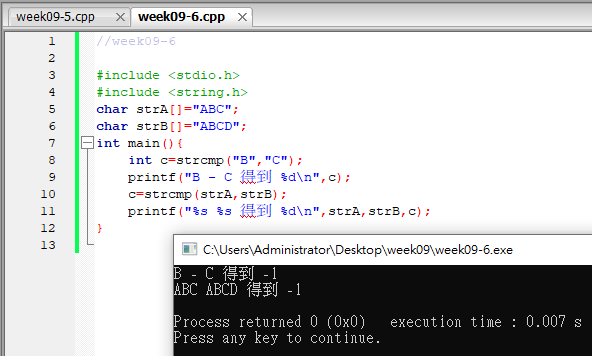 week09-5.cpp week09-6.cpp
1 //week09-6
2
3 #include <stdio.h>
4 #include <string.h>
5 char strA[]="ABC";
6 char strB[]="ABCD";
7 int main(){
8 int c=strcmp("B","C");
9 printf("B - C 得到 %d\n",c);
10 c=strcmp(strA,strB);
11 printf("%s %s 得到 %d\n",strA,strB,c);
12 }
13
C:\Users\Administrator\Desktop\week09\week09-6.exe
B - C 得到 -1
ABC ABCD 得到 -1
Process returned 0 (0x0) execution time : 0.007 s
Press any key to continue.